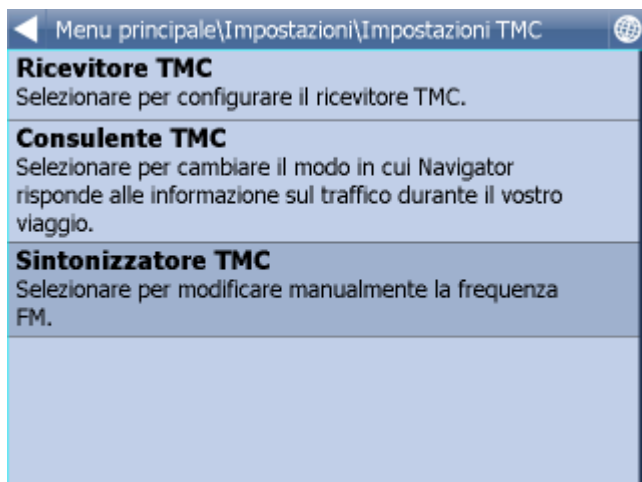 Menu principale\Impostazioni\Impostazioni TMC
Ricevitore TMC
Selezionare per configurare il ricevitore TMC.
Consulente TMC
Selezionare per cambiare il modo in cui Navigator
risponde alle informazione sul traffico durante il vostro
viaggio.
Sintonizzatore TMC
Selezionare per modificare manualmente la frequenza
FM.